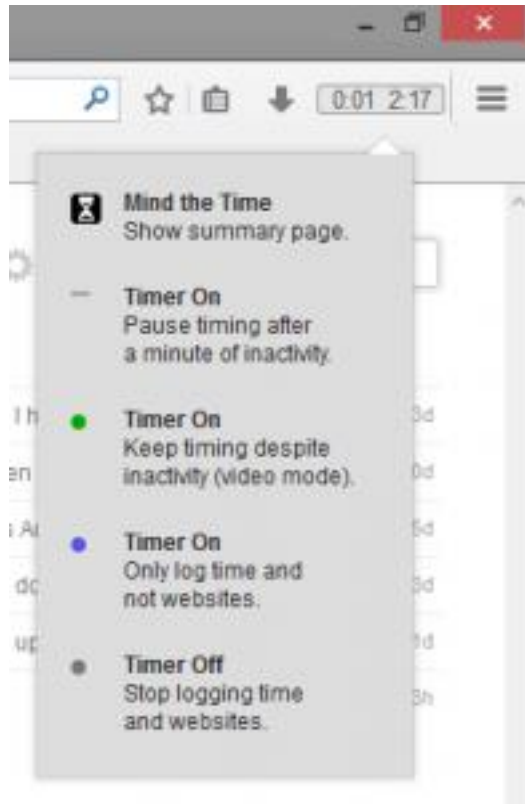 0:01 2:17
Mind the Time
Show summary page.
Timer On
Pause timing after
a minute of inactivity.
Timer On
Keep timing despite
inactivity (video mode).
Timer On
Only log time and
not websites.
Timer Off
Stop logging time
and websites.